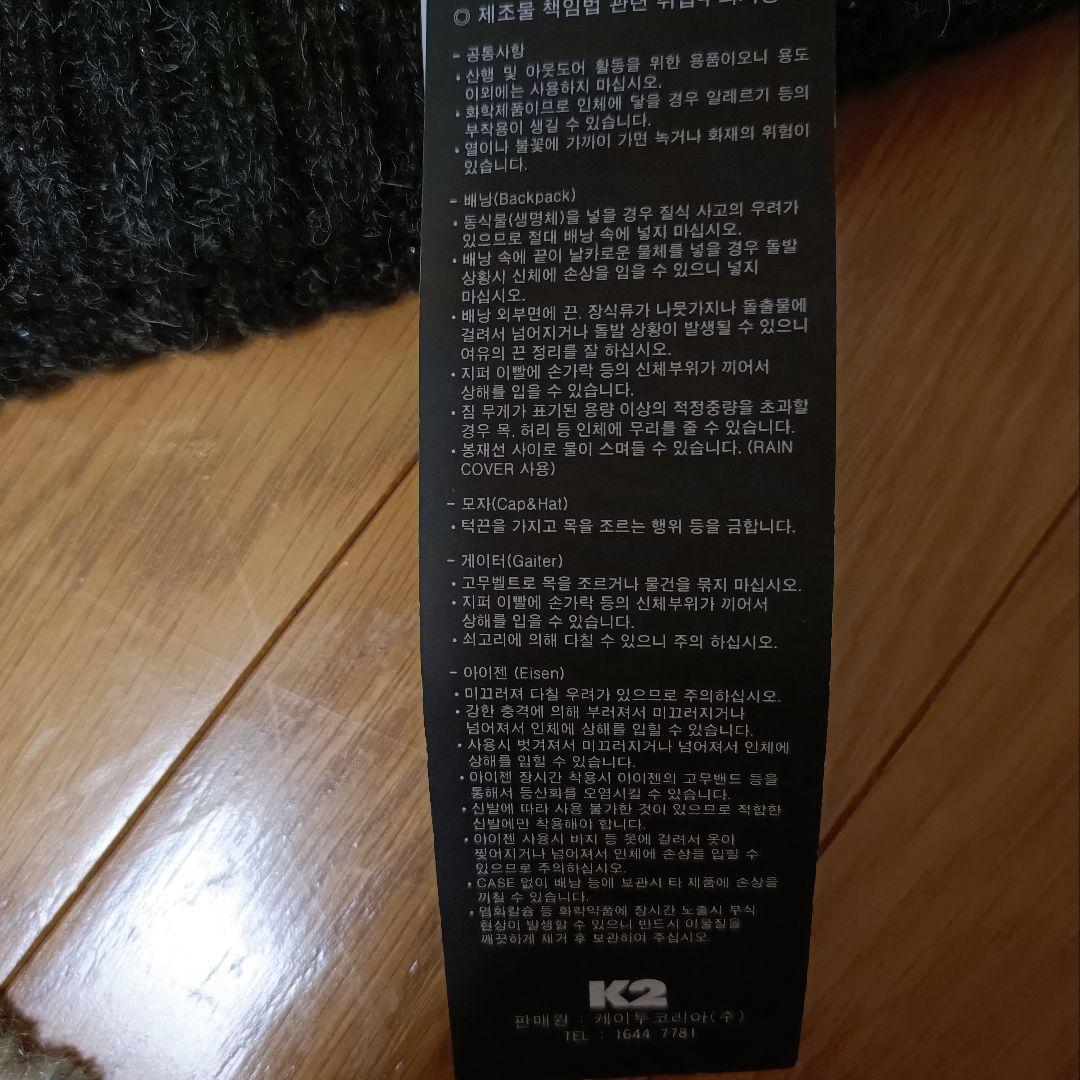 ◎ 제조물 책임법 관련
- 공통사항
• 산행 및 아웃도어 활동을 위한 용품이오니 용도
이외에는 사용하지 마십시오.
• 화학제품이므로 인체에 닿을 경우 알레르기 등의
부작용이 생길 수 있습니다.
• 열이나 불꽃에 가까이 가면 녹거나 화재의 위험이
있습니다.
- 배낭(Backpack)
• 동식물(생명체)을 넣을 경우 질식 사고의 우려가
있으므로 절대 배낭 속에 넣지 마십시오.
• 배낭 속에 끝이 날카로운 물체를 넣을 경우 돌발
상황시 신체에 손상을 입을 수 있으니 넣지
마십시오.
• 배낭 외부면에 끈, 장식류가 나뭇가지나 돌출물에
걸려서 넘어지거나 돌발 상황이 발생될 수 있으니
여유의 끈 정리를 잘 하십시오.
• 지퍼 이빨에 손가락 등의 신체부위가 끼어서
상해를 입을 수 있습니다.
• 짐 무게가 표기된 용량 이상의 적정중량을 초과할
경우 목, 허리 등 인체에 무리를 줄 수 있습니다.
• 봉재선 사이로 물이 스며들 수 있습니다. (RAIN
COVER 사용)
- 모자(Cap&Hat)
• 턱끈을 가지고 목을 조르는 행위 등을 금합니다.
- 게이터(Gaiter)
• 고무벨트로 목을 조르거나 물건을 묶지 마십시오.
• 지퍼 이빨에 손가락 등의 신체부위가 끼어서
상해를 입을 수 있습니다.
• 쇠고리에 의해 다칠 수 있으니 주의 하십시오.
- 아이젠 (Eisen)
• 미끄러져 다칠 우려가 있으므로 주의하십시오.
• 강한 충격에 의해 부러져서 미끄러지거나
넘어져서 인체에 상해를 입힐 수 있습니다.
• 사용시 벗겨져서 미끄러지거나 넘어져서 인체에
상해를 입힐 수 있습니다.
• 아이젠 장시간 착용시 아이젠의 고무밴드 등을
통해서 등산화를 오염시킬 수 있습니다.
• 신발에 따라 사용 불가한 것이 있으므로 적합한
신발에만 착용해야 합니다.
• 아이젠 사용시 바지 등 못에 걸려서 옷이
찢어지거나 넘어져서 인체에 손상을 입힐 수
있으므로 주의하십시오.
• CASE 없이 배낭 등에 보관시 타 제품에 손상을
끼칠 수 있습니다.
• 염화칼슘 등 화학약품에 장시간 노출시 부식
현상이 발생할 수 있으니 반드시 이물질을
깨끗하게 제거 후 보관하여 주십시오.
K2
판매원 : 케이투코리아(주)
TEL : 1644 7781